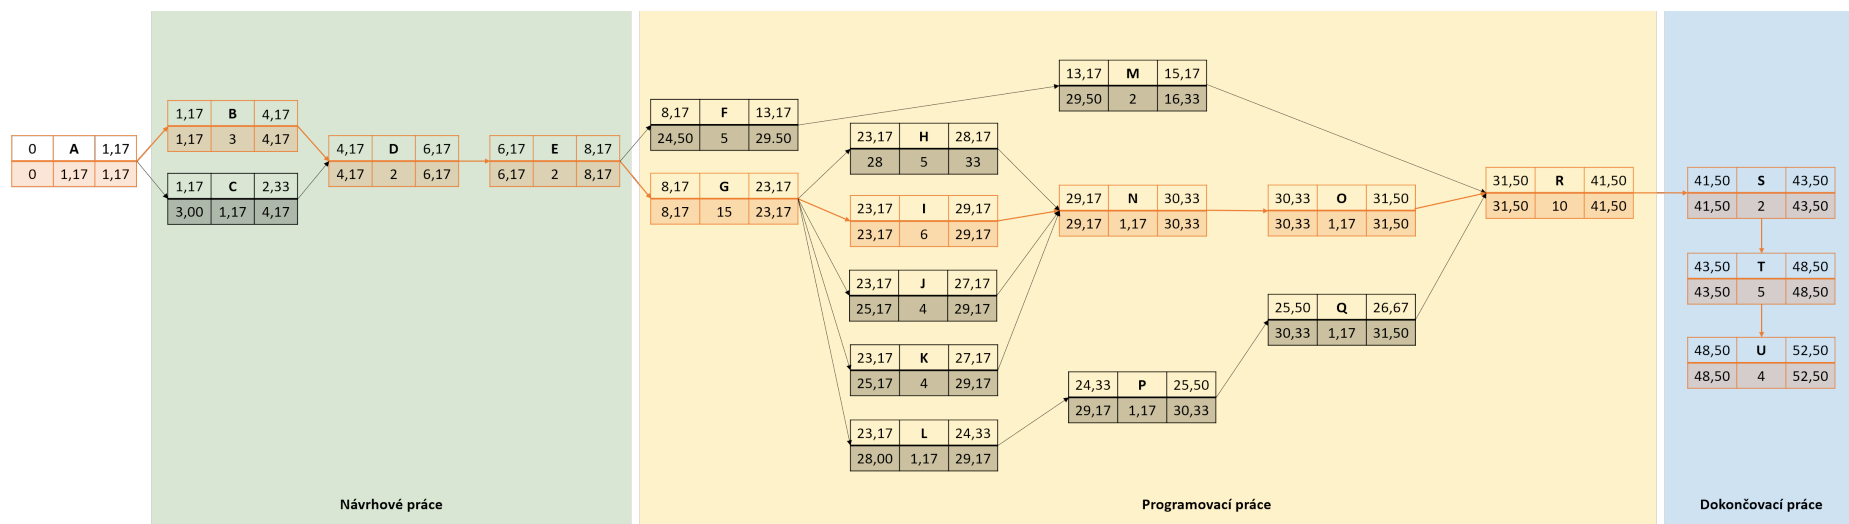 0 A 1,17
0 1,17 1,17
1,17 B 4,17
1,17 3 4,17
1,17 C 2,33
3,00 1,17 4,17
4,17 D 6,17
4,17 2 6,17
6,17 E 8,17
6,17 2 8,17
Návrhové práce
8,17 F 13,17
24,50 5 29.50
8,17 G 23,17
8,17 15 23,17
23,17 H 28,17
28 5 33
23,17 I 29,17
23,17 6 29,17
23,17 J 27,17
25,17 4 29,17
23,17 K 27,17
25,17 4 29,17
23,17 L 24,33
28,00 1,17 29,17
13,17 M 15,17
29,50 2 16,33
29,17 N 30,33
29,17 1,17 30,33
24,33 P 25,50
29,17 1,17 30,33
30,33 O 31,50
30,33 1,17 31,50
25,50 Q 26,67
30,33 1,17 31,50
31,50 R 41,50
31,50 10 41,50
Programovací práce
41,50 S 43,50
41,50 2 43,50
43,50 T 48,50
43,50 5 48,50
48,50 U 52,50
48,50 4 52,50
Dokončovací práce